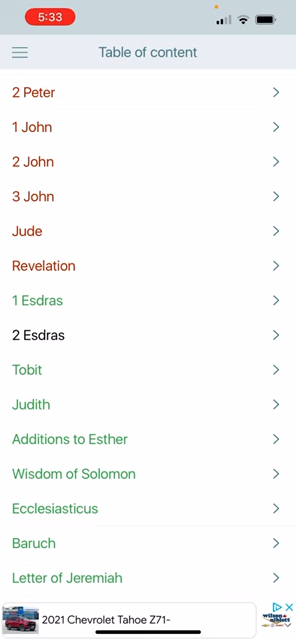 5:33
Table of content
2 Peter
1 John
2 John
3 John
Jude
Revelation
1 Esdras
2 Esdras
Tobit
Judith
Additions to Esther
Wisdom of Solomon
Ecclesiasticus
Baruch
Letter of Jeremiah
2021 Chevrolet Tahoe Z71-